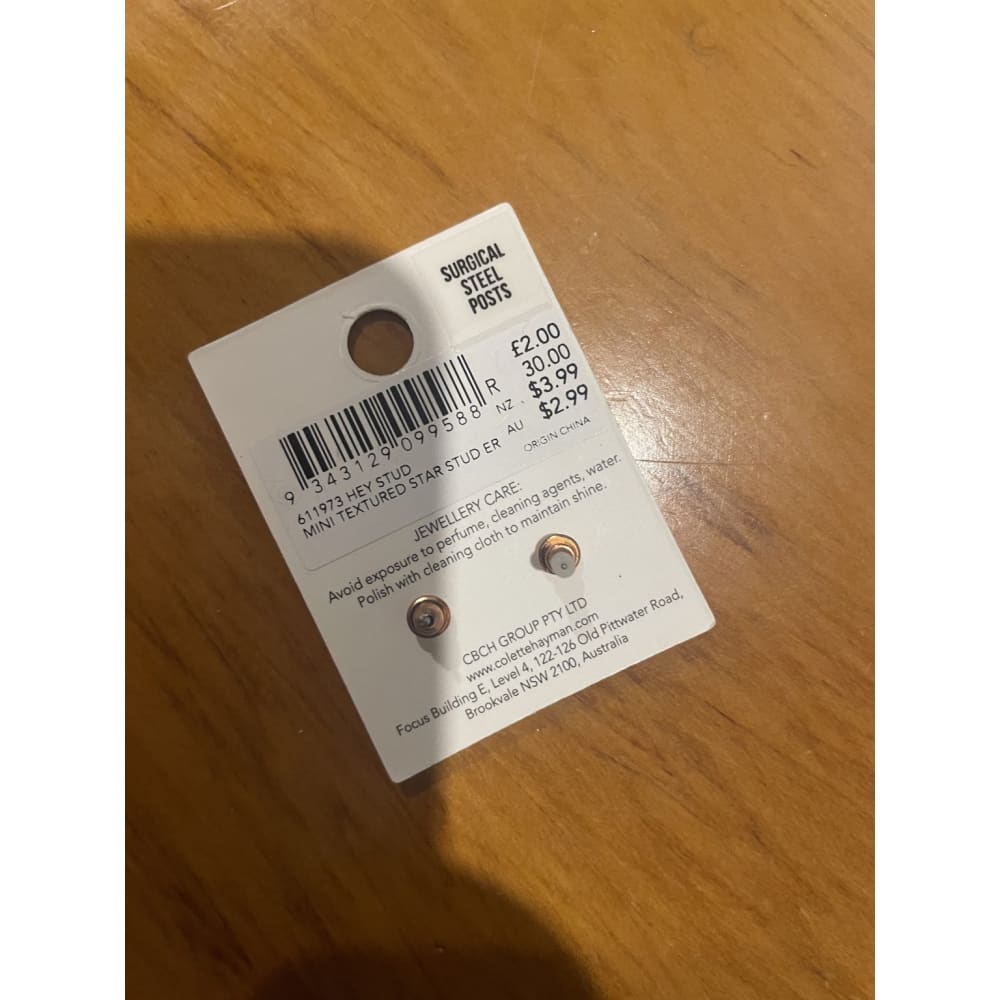 SURGICAL
STEEL
POSTS
£2.00
R 30.00
NZ $3.99
AU $2.99
9 343129 099588
611973 HEY STUD
MINI TEXTURED STAR STUD ER
ORIGIN CHINA
JEWELLERY CARE:
Avoid exposure to perfume, cleaning agents, water.
Polish with cleaning cloth to maintain shine.
CBCH GROUP PTY LTD
www.colettehayman.com
Focus Building E, Level 4, 122-126 Old Pittwater Road,
Brookvale NSW 2100, Australia